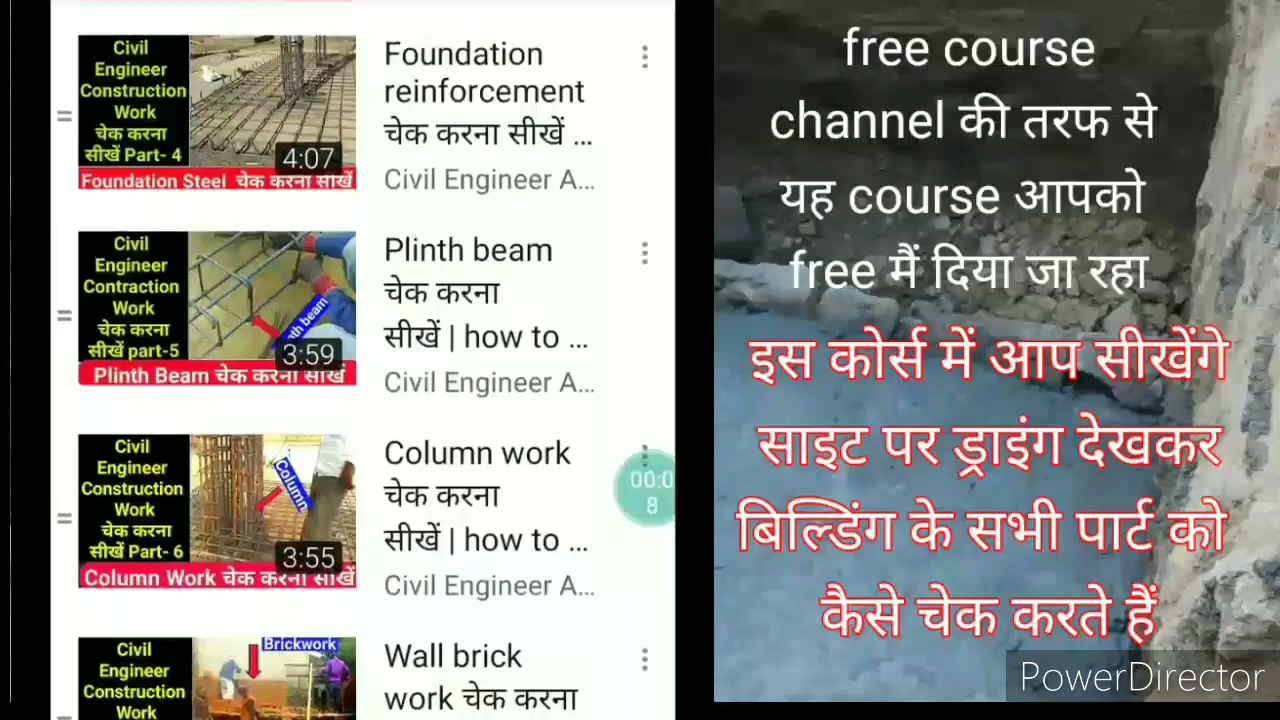 Civil
Engineer
Construction
Work
चेक करना
सीखें Part- 4
4:07
Foundation Steel चेक करना सीखें
Foundation
reinforcement
चेक करना सीखें ...
Civil Engineer A...
Civil
Engineer
Contraction
Work
चेक करना
सीखें part-5
beam
3:59
Plinth Beam चेक करना सीखें
Plinth beam
चेक करना
सीखें | how to ...
Civil Engineer A...
Civil
Engineer
Construction
Work
चेक करना
सीखें Part- 6
Column
3:55
Column Work चेक करना सीखें
Column work
चेक करना
सीखें | how to ...
Civil Engineer A...
00:0
8
Civil
Engineer
Construction
Work
Brickwork
Wall brick
work चेक करना
free course
channel की तरफ से
यह course आपको
free मैं दिया जा रहा
इस कोर्स में आप सीखेंगे
साइट पर ड्राइंग देखकर
बिल्डिंग के सभी पार्ट को
कैसे चेक करते हैं
PowerDirector